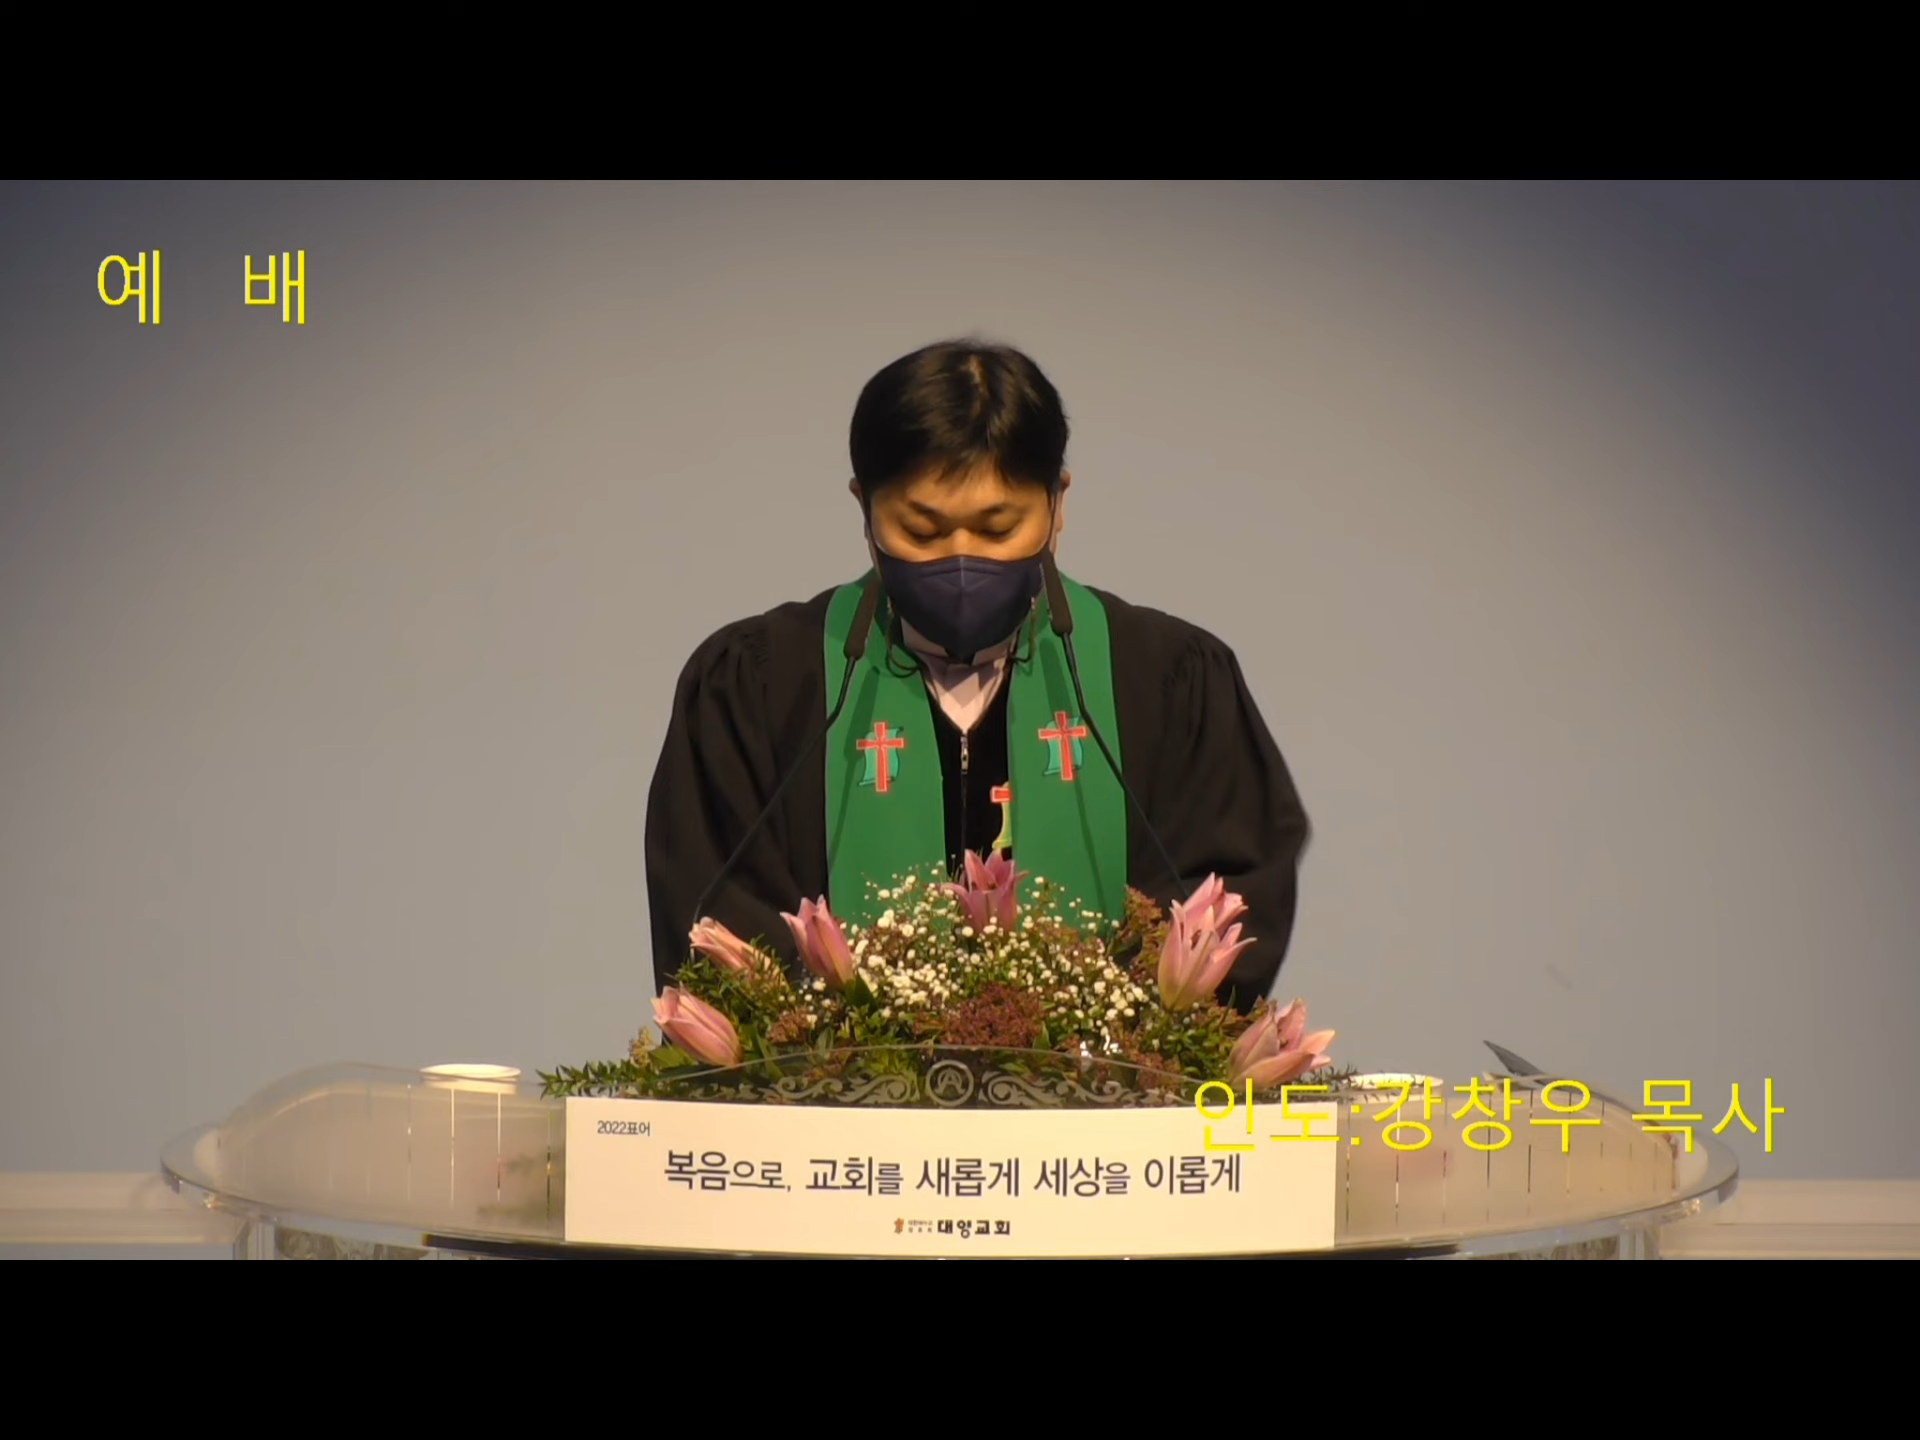 예 배
인도:강창우 목사
2022표어
복음으로, 교회를 새롭게 세상을 이롭게
대양교회